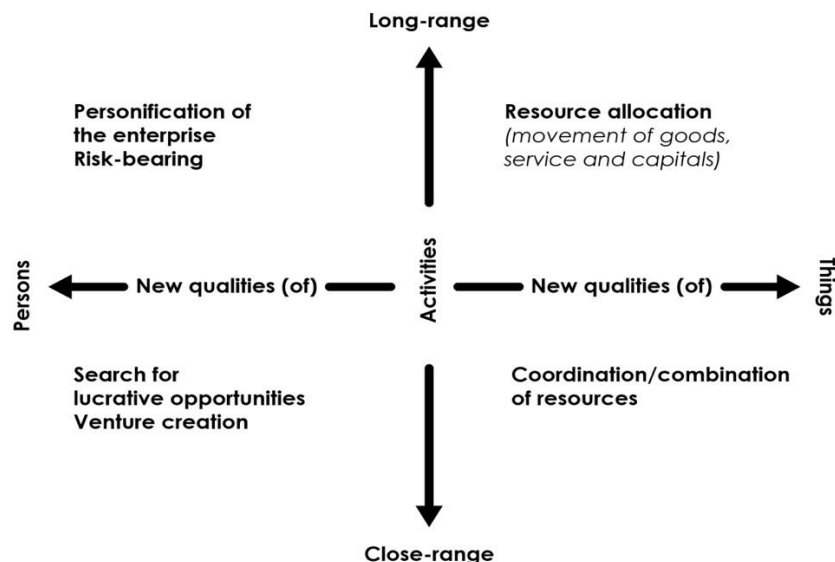 Long-range
Personification of
the enterprise
Risk-bearing
Resource allocation
(movement of goods,
service and capitals)
Persons
New qualities (of)
Activities
New qualities (of)
Things
Search for
lucrative opportunities
Venture creation
Coordination/combination
of resources
Close-range